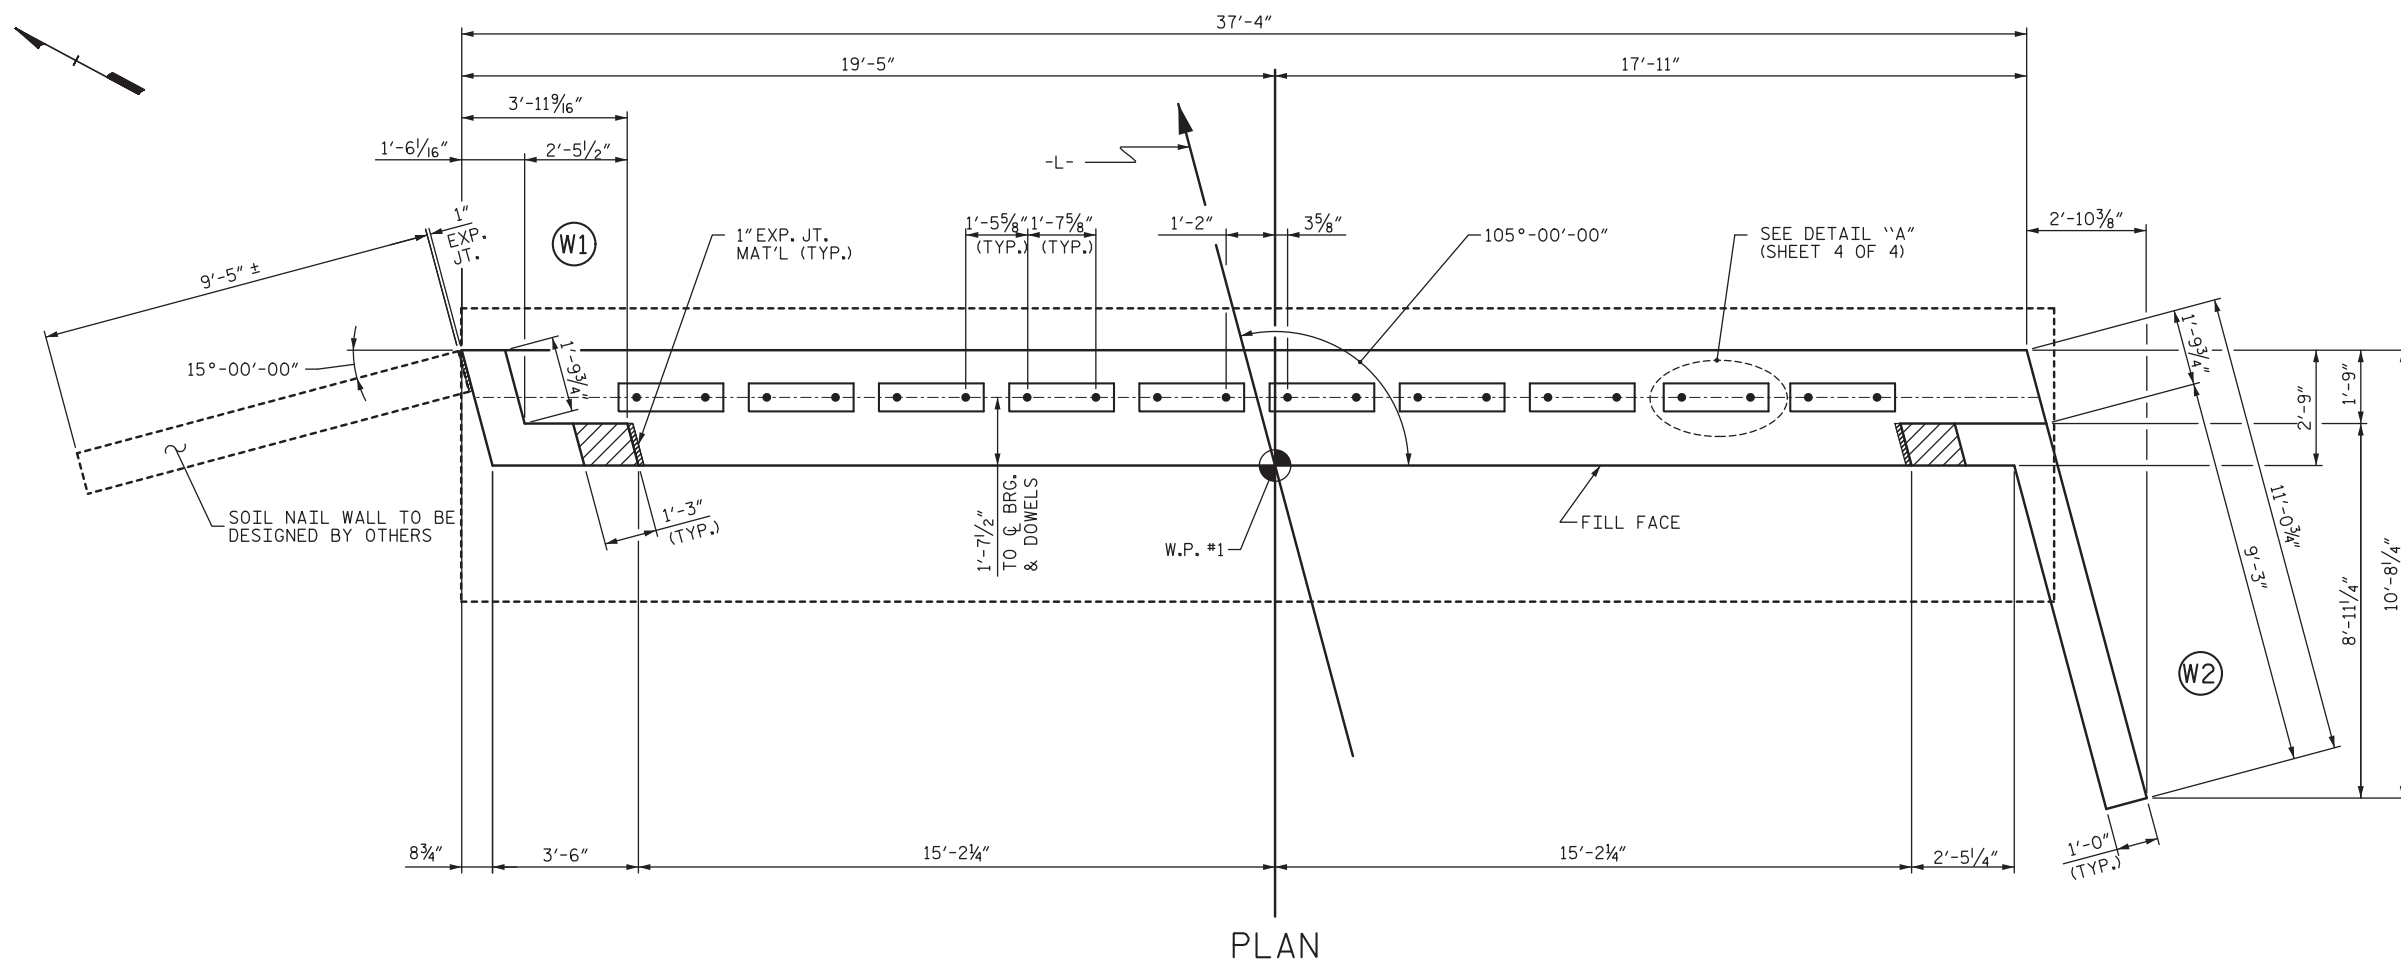 37'-4"
19'-5"
17'-11"
3'-11 9/16"
1'-6 1/16"
2'-5 1/2"
-L-
1"
EXP.
JT.
W1
1" EXP. JT.
MAT'L (TYP.)
1'-5 5/8"
(TYP.)
1'-7 5/8"
(TYP.)
1'-2"
3 5/8"
105°-00'-00"
SEE DETAIL "A"
(SHEET 4 OF 4)
2'-10 3/8"
9'-5" ±
15°-00'-00"
1'-9 3/4"
1'-9 3/4"
2'-9"
1'-9"
SOIL NAIL WALL TO BE
DESIGNED BY OTHERS
1'-3"
(TYP.)
1'-7 1/2"
TO ℄ BRG.
& DOWELS
W.P. #1
FILL FACE
11'-0 3/4"
9'-3"
8'-11 1/4"
10'-8 1/4"
W2
8 3/4"
3'-6"
15'-2 1/4"
15'-2 1/4"
2'-5 1/4"
1'-0"
(TYP.)
PLAN